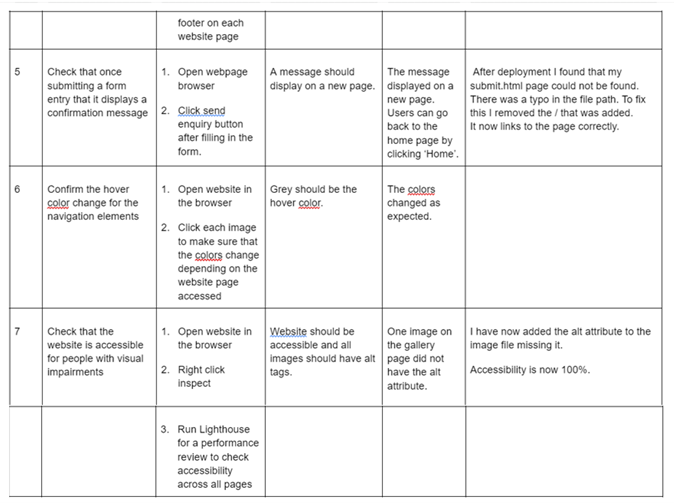 footer on each
website page
5
Check that once
submitting a form
entry that it displays a
confirmation message
1. Open webpage
browser
2. Click send
enquiry button
after filling in the
form.
A message should
display on a new page.
The message
displayed on a
new page.
Users can go
back to the
home page by
clicking 'Home'.
After deployment I found that my
submit.html page could not be found.
There was a typo in the file path. To fix
this I removed the / that was added.
It now links to the page correctly.
6
Confirm the hover
color change for the
navigation elements
1. Open website in
the browser
2. Click each image
to make sure that
the colors change
depending on the
website page
accessed
Grey should be the
hover color.
The colors
changed as
expected.
7
Check that the
website is accessible
for people with visual
impairments
1. Open website in
the browser
2. Right click
inspect
Website should be
accessible and all
images should have alt
tags.
One image on
the gallery
page did not
have the alt
attribute.
I have now added the alt attribute to the
image file missing it.
Accessibility is now 100%.
3. Run Lighthouse
for a performance
review to check
accessibility
across all pages